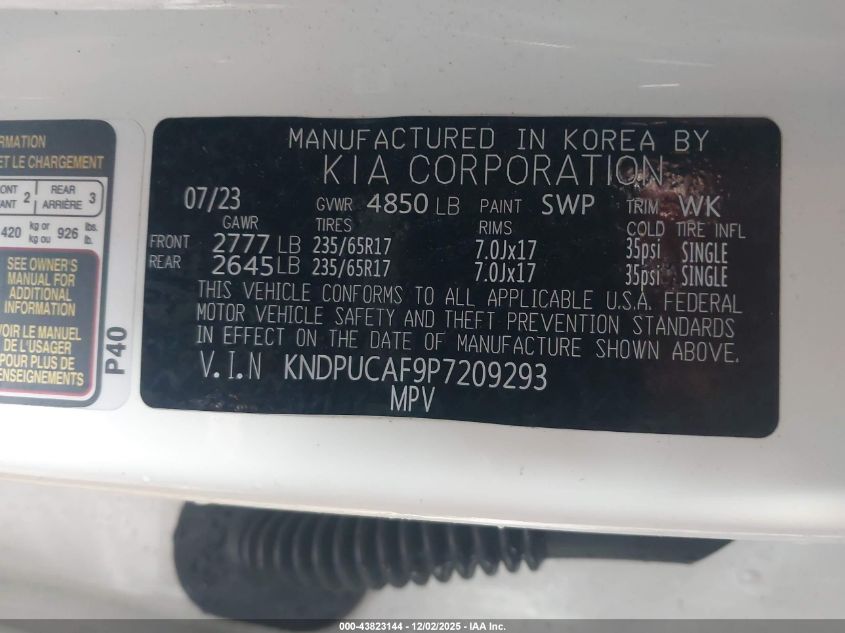 RMATION
ET LE CHARGEMENT
ONT 2 REAR 3
ANT ARRIÈRE
420 kg or 926 lbs.
kg ou lb.
SEE OWNER'S
MANUAL FOR
ADDITIONAL
INFORMATION
VOIR LE MANUEL
DE L'USAGER
POUR PLUS DE
P40
MANUFACTURED IN KOREA BY
KIA CORPORATION
07/23 GVWR 4850 LB PAINT SWP TRIM WK
GAWR TIRES RIMS COLD TIRE INFL
FRONT 2777 LB 235/65R17 7.0Jx17 35psi SINGLE
REAR 2645 LB 235/65R17 7.0Jx17 35psi SINGLE
THIS VEHICLE CONFORMS TO ALL APPLICABLE U.S.A. FEDERAL
MOTOR VEHICLE SAFETY AND THEFT PREVENTION STANDARDS
IN EFFECT ON THE DATE OF MANUFACTURE SHOWN ABOVE.
V.I.N KNDPUCAF9P7209293
MPV
000-43823144 - 12/02/2025 - IAA Inc.